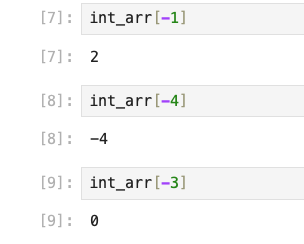 [7]: int_arr[-1]
[7]: 2
[8]: int_arr[-4]
[8]: -4
[9]: int_arr[-3]
[9]: 0